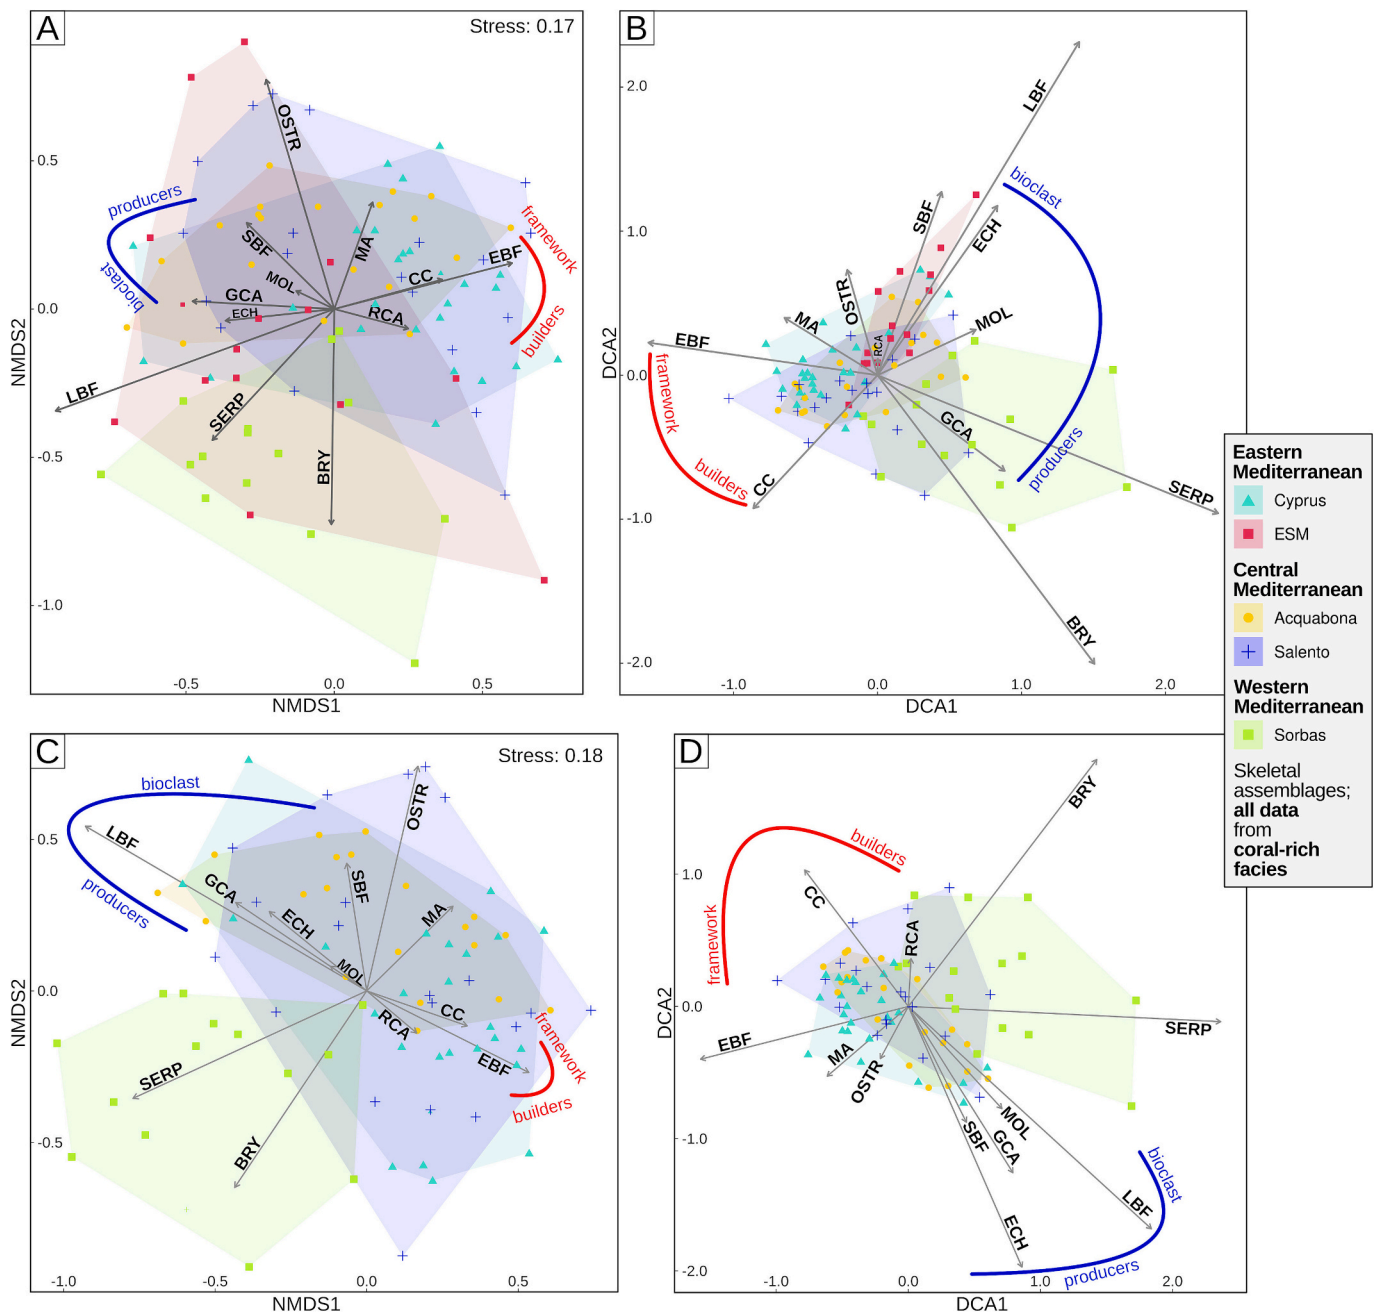 A
Stress: 0.17
OSTR
producers
bioclast
SBF
MA
framework
EBF
CC
MOL
GCA
ECH
RCA
builders
LBF
SERP
BRY
0.5
0.0
-0.5
-1.0
NMDS2
-0.5
0.0
0.5
NMDS1
B
2.0
1.0
0.0
-1.0
-2.0
DCA2
LBF
bioclast
SBF
ECH
OSTR
MA
MOL
EBF
RCA
framework
GCA
builders
CC
producers
SERP
BRY
-1.0
0.0
1.0
2.0
DCA1
Eastern
Mediterranean
Cyprus
ESM
Central
Mediterranean
Acquabona
Salento
Western
Mediterranean
Sorbas
Skeletal
assemblages;
all data
from
coral-rich
facies
C
Stress: 0.18
bioclast
OSTR
LBF
GCA
SBF
producers
ECH
MA
MOL
CC
RCA
framework
EBF
SERP
builders
BRY
0.5
0.0
-0.5
NMDS2
-1.0
-0.5
0.0
0.5
NMDS1
D
BRY
builders
CC
framework
RCA
SERP
EBF
MA
OSTR
MOL
SBF
GCA
bioclast
LBF
ECH
producers
1.0
0.0
-1.0
-2.0
DCA2
-1.0
0.0
1.0
2.0
DCA1